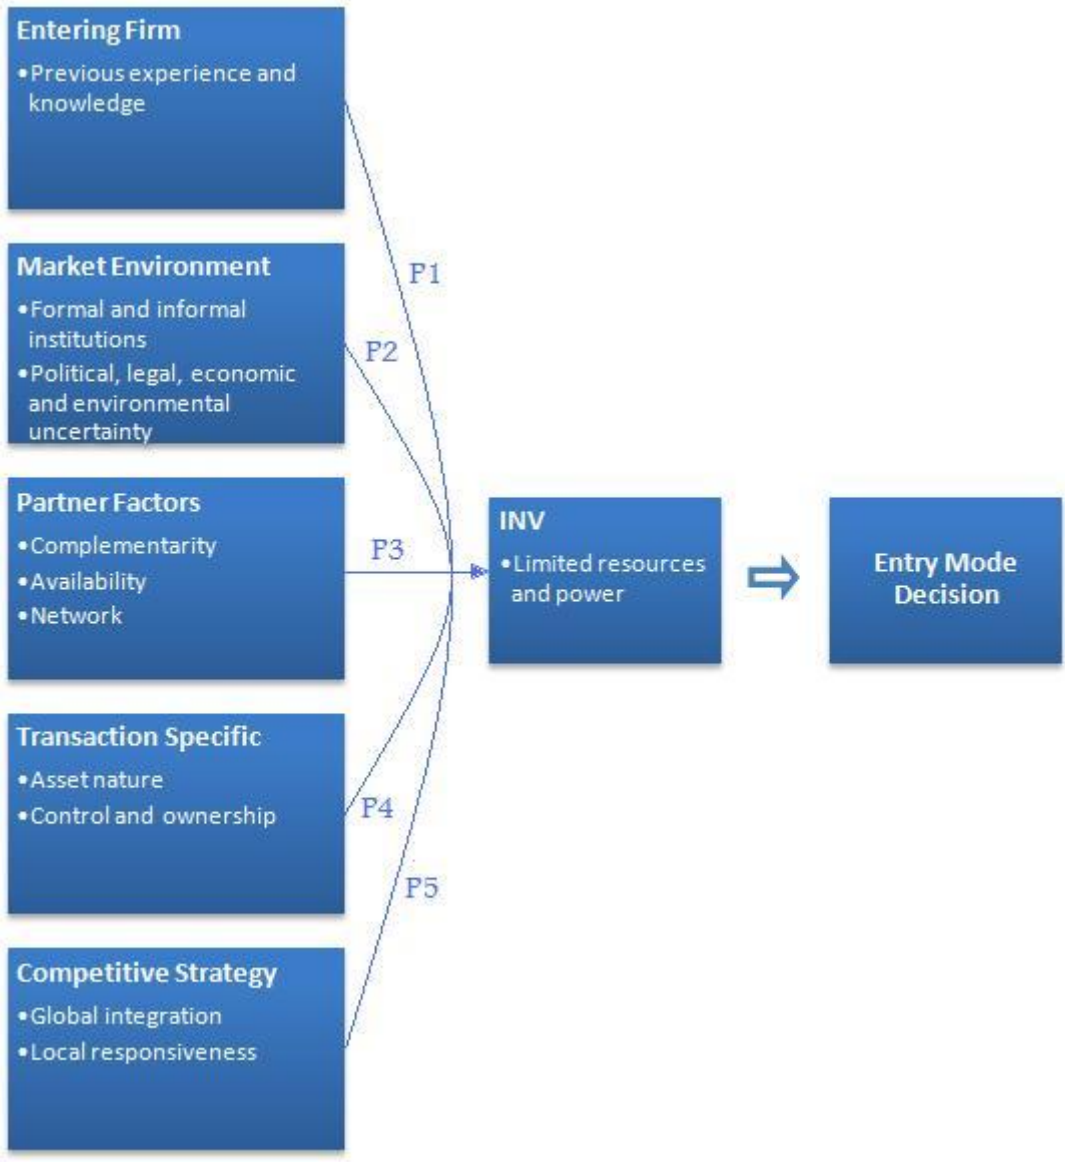 Entering Firm
•Previous experience and
knowledge
Market Environment
•Formal and informal
institutions
•Political, legal, economic
and environmental
uncertainty
Partner Factors
•Complementarity
•Availability
•Network
Transaction Specific
•Asset nature
•Control and ownership
Competitive Strategy
•Global integration
•Local responsiveness
P1
P2
P3
P4
P5
INV
•Limited resources
and power
Entry Mode
Decision